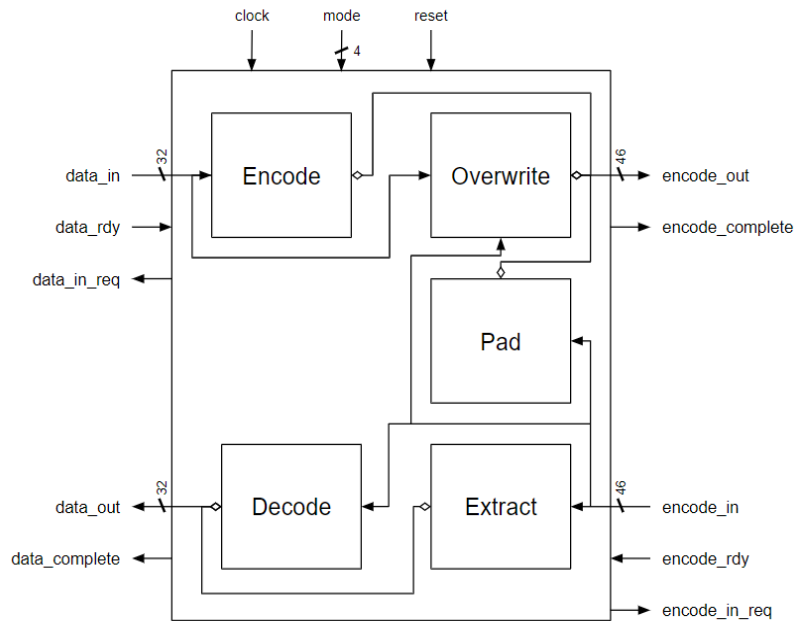 clock mode reset
4
32 46
data_in Encode Overwrite encode_out
data_rdy encode_complete
data_in_req
Pad
32 46
data_out Decode Extract encode_in
data_complete encode_rdy
encode_in_req